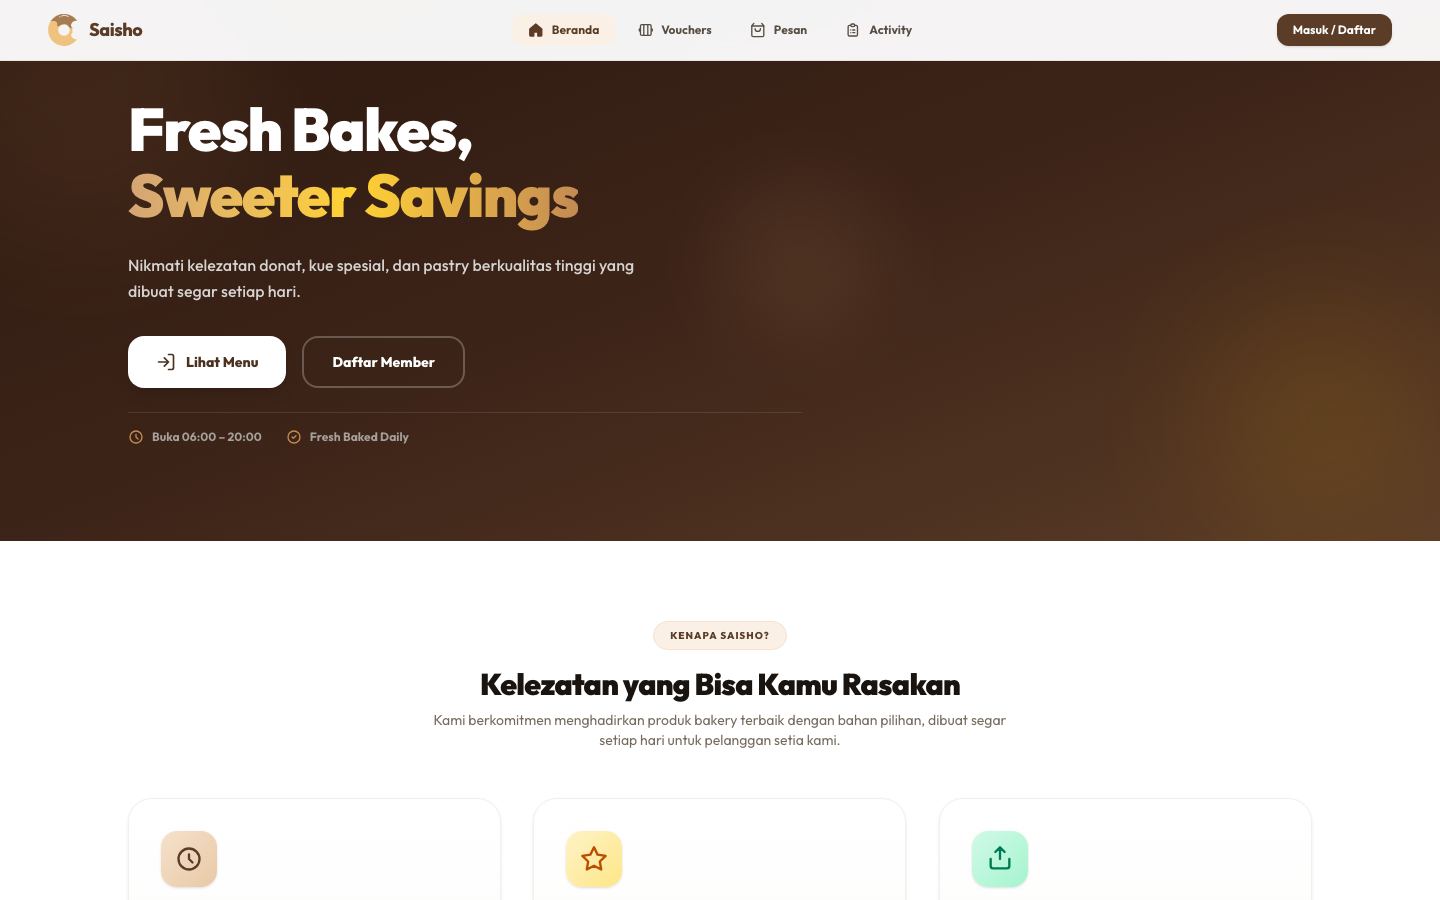 Saisho
Beranda
Vouchers
Pesan
Activity
Masuk / Daftar
Fresh Bakes,
Sweeter Savings
Nikmati kelezatan donat, kue spesial, dan pastry berkualitas tinggi yang
dibuat segar setiap hari.
Lihat Menu
Daftar Member
Buka 06:00 – 20:00
Fresh Baked Daily
KENAPA SAISHO?
Kelezatan yang Bisa Kamu Rasakan
Kami berkomitmen menghadirkan produk bakery terbaik dengan bahan pilihan, dibuat segar
setiap hari untuk pelanggan setia kami.